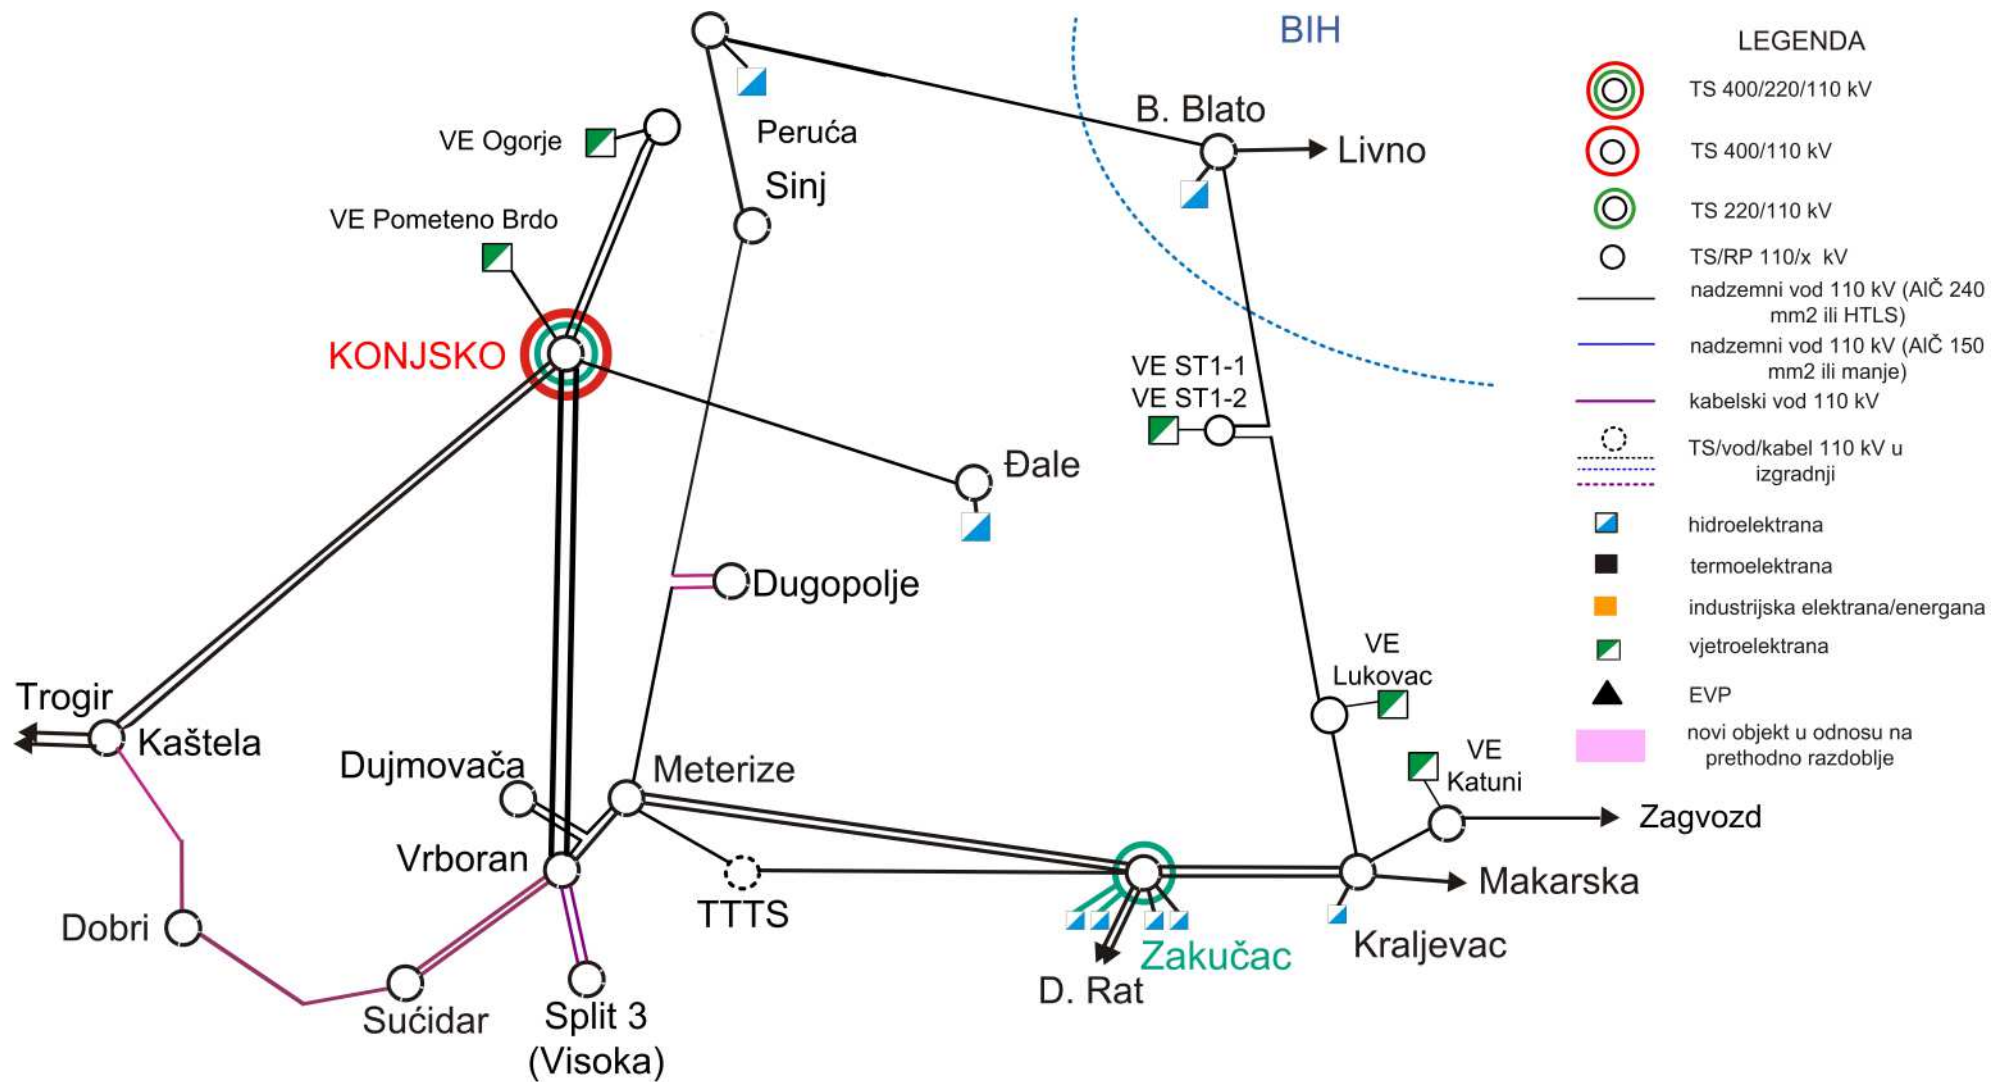 BIH
B. Blato
Livno
Peruća
VE Ogorje
Sinj
VE Pometeno Brdo
KONJSKO
VE ST1-1
VE ST1-2
Đale
Dugopolje
VE
Lukovac
Trogir
Kaštela
Dujmovača
Meterize
VE
Katuni
Zagvozd
Vrboran
Makarska
TTTS
Dobri
Zakučac
Kraljevac
D. Rat
Sućidar
Split 3
(Visoka)
LEGENDA
TS 400/220/110 kV
TS 400/110 kV
TS 220/110 kV
TS/RP 110/x kV
nadzemni vod 110 kV (AlČ 240
mm2 ili HTLS)
nadzemni vod 110 kV (AlČ 150
mm2 ili manje)
kabelski vod 110 kV
TS/vod/kabel 110 kV u
izgradnji
hidroelektrana
termoelektrana
industrijska elektrana/energana
vjetroelektrana
EVP
novi objekt u odnosu na
prethodno razdoblje